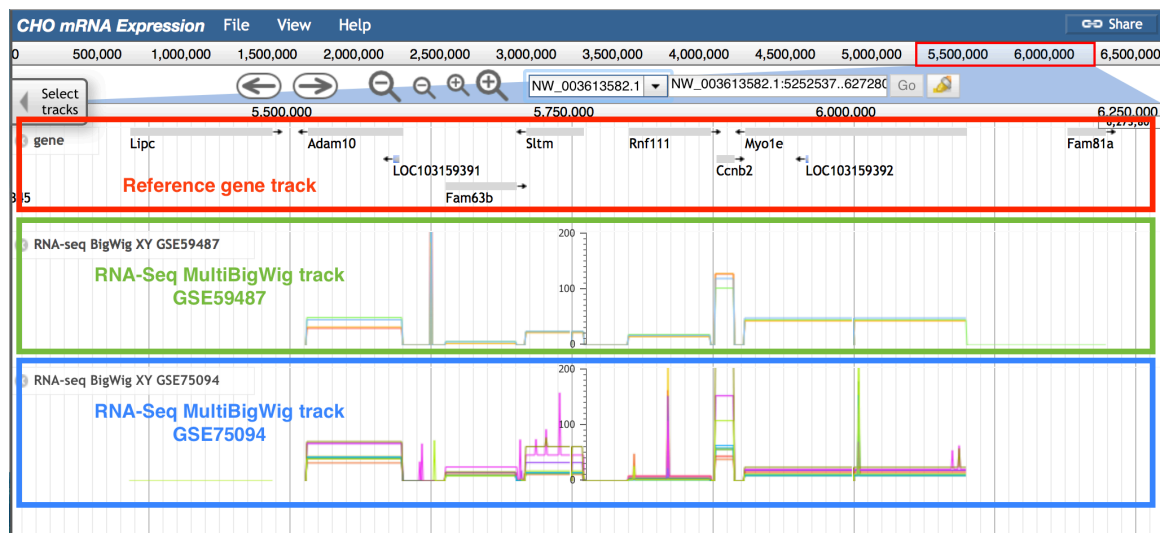 CHO mRNA Expression File View Help Share
0 500,000 1,000,000 1,500,000 2,000,000 2,500,000 3,000,000 3,500,000 4,000,000 4,500,000 5,000,000 5,500,000 6,000,000 6,500,000
Select
tracks
NW_003613582.1 NW_003613582.1:5252537..627280 Go
5,500,000 5,750,000 6,000,000 6,250,000
gene
Lipc Adam10 Sltm Rnf111 Myo1e Fam81a
LOC103159391 Ccnb2 LOC103159392
Reference gene track
Fam63b
RNA-seq BigWig XY GSE59487
200
RNA-Seq MultiBigWig track
GSE59487
100
0
RNA-seq BigWig XY GSE75094
200
RNA-Seq MultiBigWig track
GSE75094
100
0